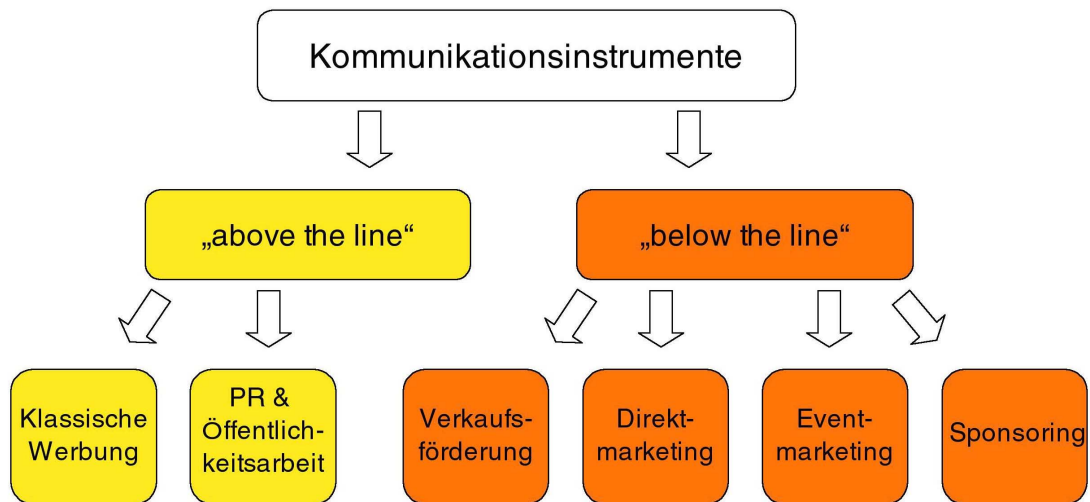 Kommunikationsinstrumente
„above the line“
„below the line“
Klassische
Werbung
PR &
Öffentlich-
keitsarbeit
Verkaufs-
förderung
Direkt-
marketing
Event-
marketing
Sponsoring